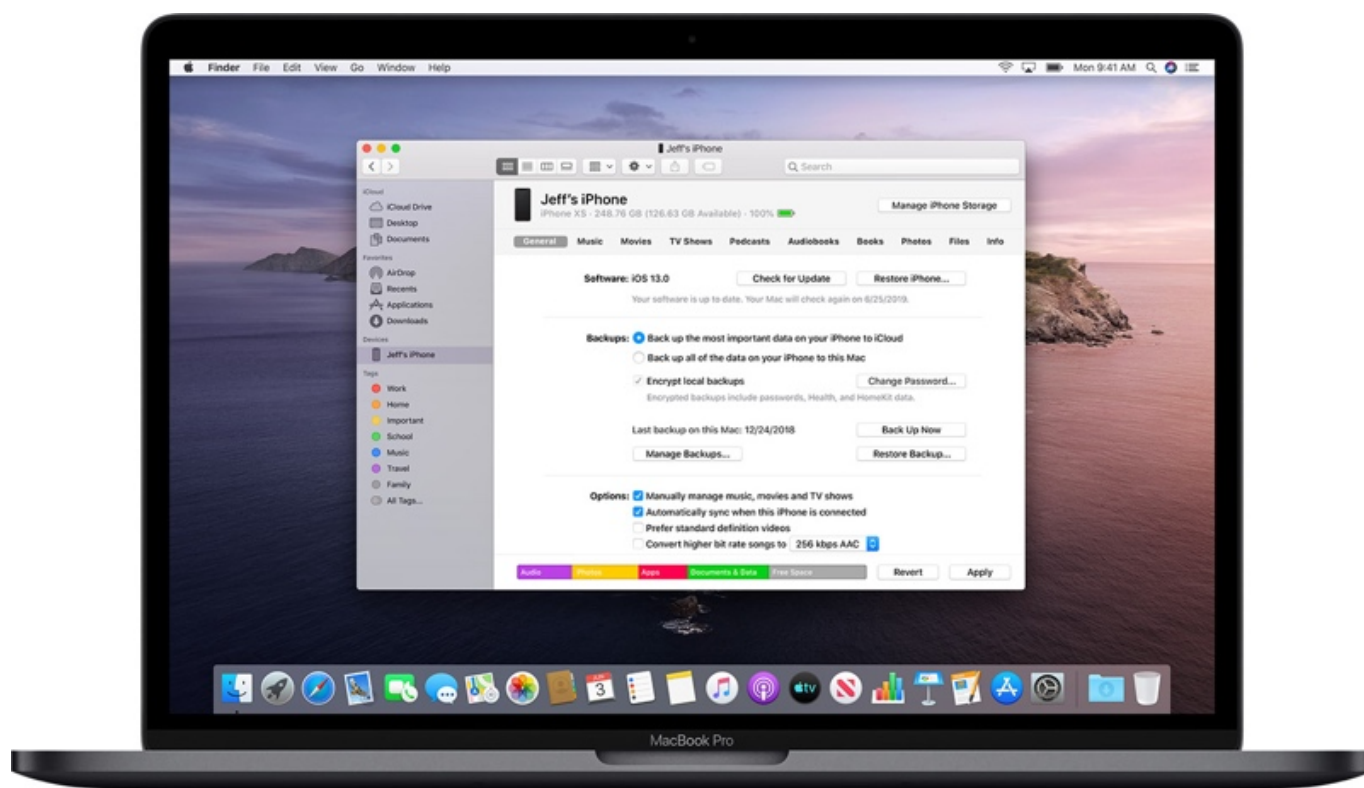 Finder File Edit View Go Window Help Mon 9:41 AM
Jeff's iPhone
Search
iCloud
iCloud Drive
Desktop
Documents
Favorites
AirDrop
Recents
Applications
Downloads
Devices
Jeff's iPhone
Tags
Work
Home
Important
School
Music
Travel
Family
All Tags...
Jeff's iPhone
iPhone XS - 248.76 GB (126.63 GB Available) - 100%
Manage iPhone Storage
General Music Movies TV Shows Podcasts Audiobooks Books Photos Files Info
Software: iOS 13.0 Check for Update Restore iPhone...
Your software is up to date. Your Mac will check again on 6/25/2019.
Backups: Back up the most important data on your iPhone to iCloud
Back up all of the data on your iPhone to this Mac
Encrypt local backups Change Password...
Encrypted backups include passwords, Health, and HomeKit data.
Last backup on this Mac: 12/24/2018 Back Up Now
Manage Backups... Restore Backup...
Options: Manually manage music, movies and TV shows
Automatically sync when this iPhone is connected
Prefer standard definition videos
Convert higher bit rate songs to 256 kbps AAC
Audio Photos Apps Documents & Data Free Space Revert Apply
JUN
3
tv
MacBook Pro